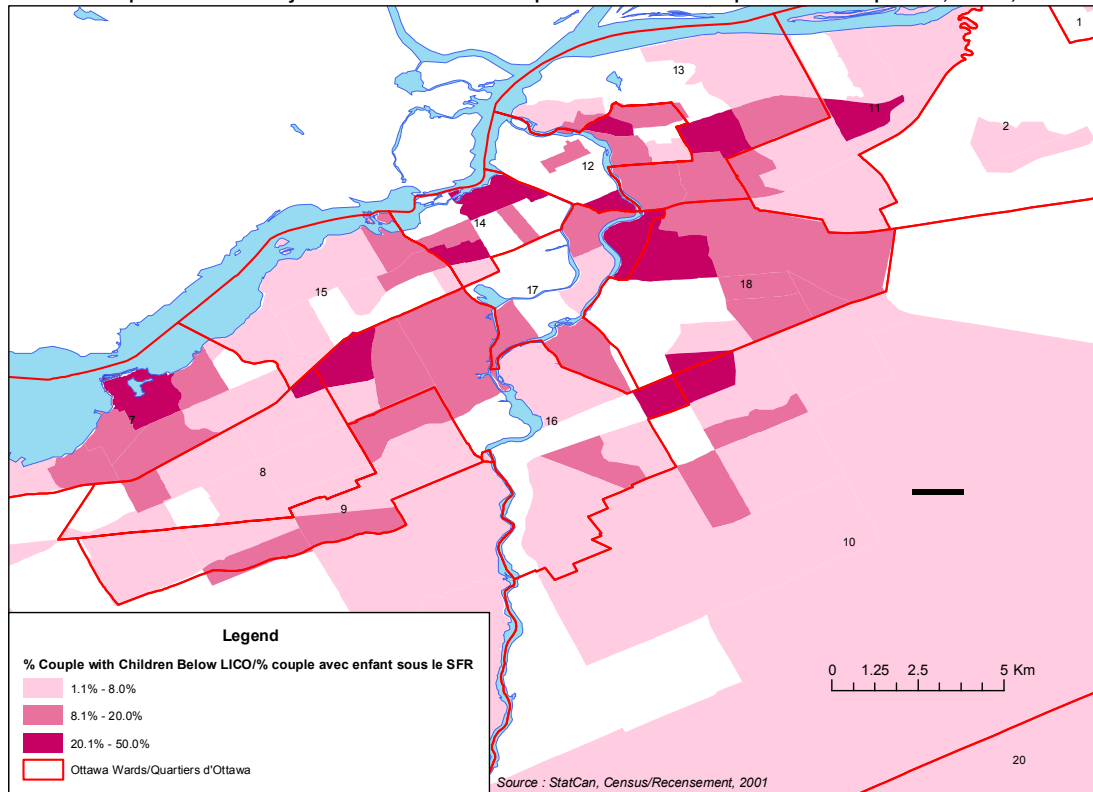 1
13
11
2
12
14
17
15
18
7
16
8
9
10
Legend
% Couple with Children Below LICO/% couple avec enfant sous le SFR
1.1% - 8.0%
8.1% - 20.0%
20.1% - 50.0%
Ottawa Wards/Quartiers d'Ottawa
0 1.25 2.5 5 Km
20
Source : StatCan, Census/Recensement, 2001